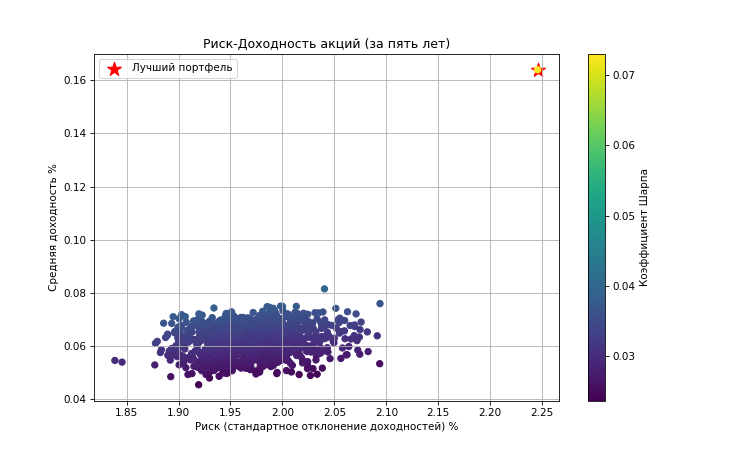 Риск-Доходность акций (за пять лет)
Лучший портфель
Средняя доходность %
0.16
0.14
0.12
0.10
0.08
0.06
0.04
1.85 1.90 1.95 2.00 2.05 2.10 2.15 2.20 2.25
Риск (стандартное отклонение доходностей) %
0.07
0.06
0.05
0.04
0.03
Коэффициент Шарпа